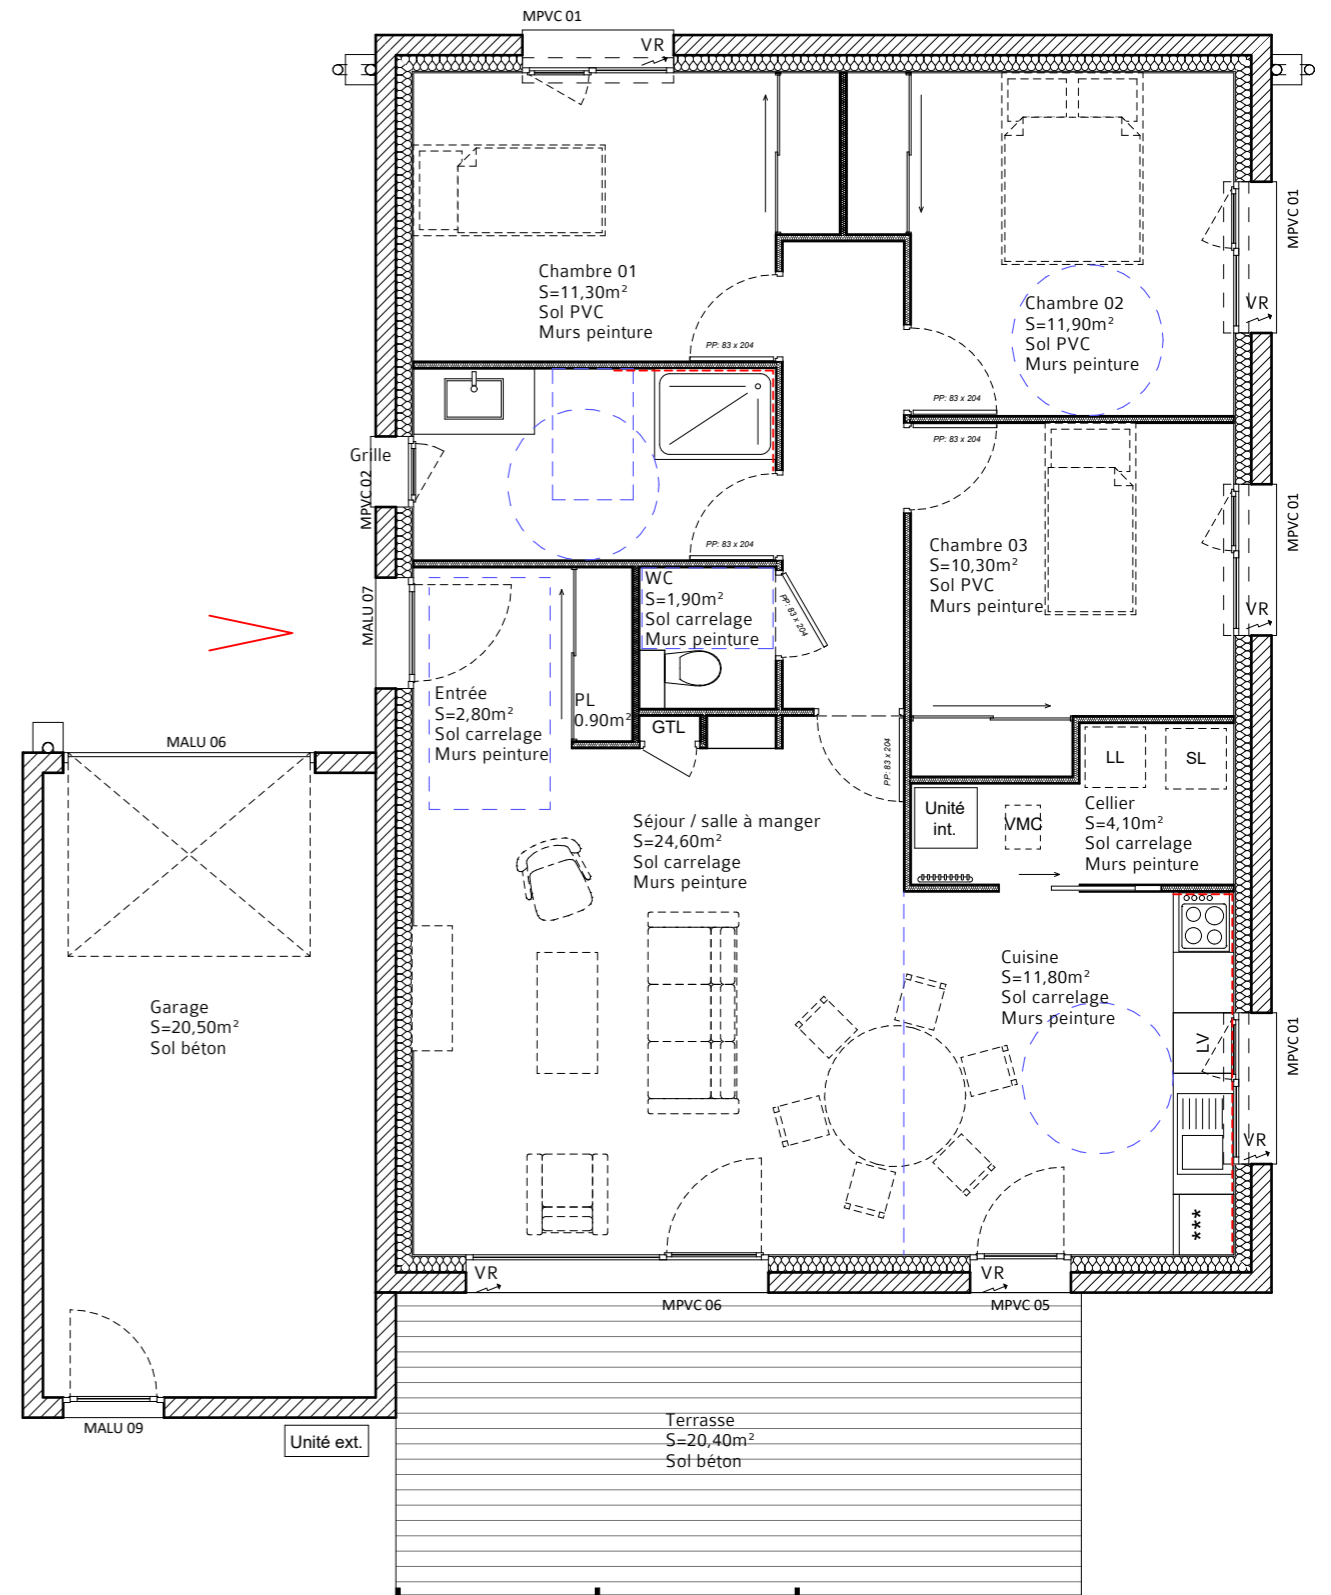 MPVC 01
VR
Chambre 01
S=11,30m²
Sol PVC
Murs peinture
PP: 83 x 204
Chambre 02
S=11,90m²
Sol PVC
Murs peinture
PP: 83 x 204
MPVC 01
VR
Grille
MPVC 02
PP: 83 x 204
PP: 83 x 204
Chambre 03
S=10,30m²
Sol PVC
Murs peinture
MPVC 01
VR
MALU 07
WC
S=1,90m²
Sol carrelage
Murs peinture
PP: 83 x 204
Entrée
S=2,80m²
Sol carrelage
Murs peinture
PL
0.90m²
GTL
PP: 83 x 204
MALU 06
LL
SL
Unité
int.
VMC
Cellier
S=4,10m²
Sol carrelage
Murs peinture
Séjour / salle à manger
S=24,60m²
Sol carrelage
Murs peinture
Garage
S=20,50m²
Sol béton
Cuisine
S=11,80m²
Sol carrelage
Murs peinture
LV
MPVC 01
VR
***
VR
MPVC 06
VR
MPVC 05
MALU 09
Unité ext.
Terrasse
S=20,40m²
Sol béton